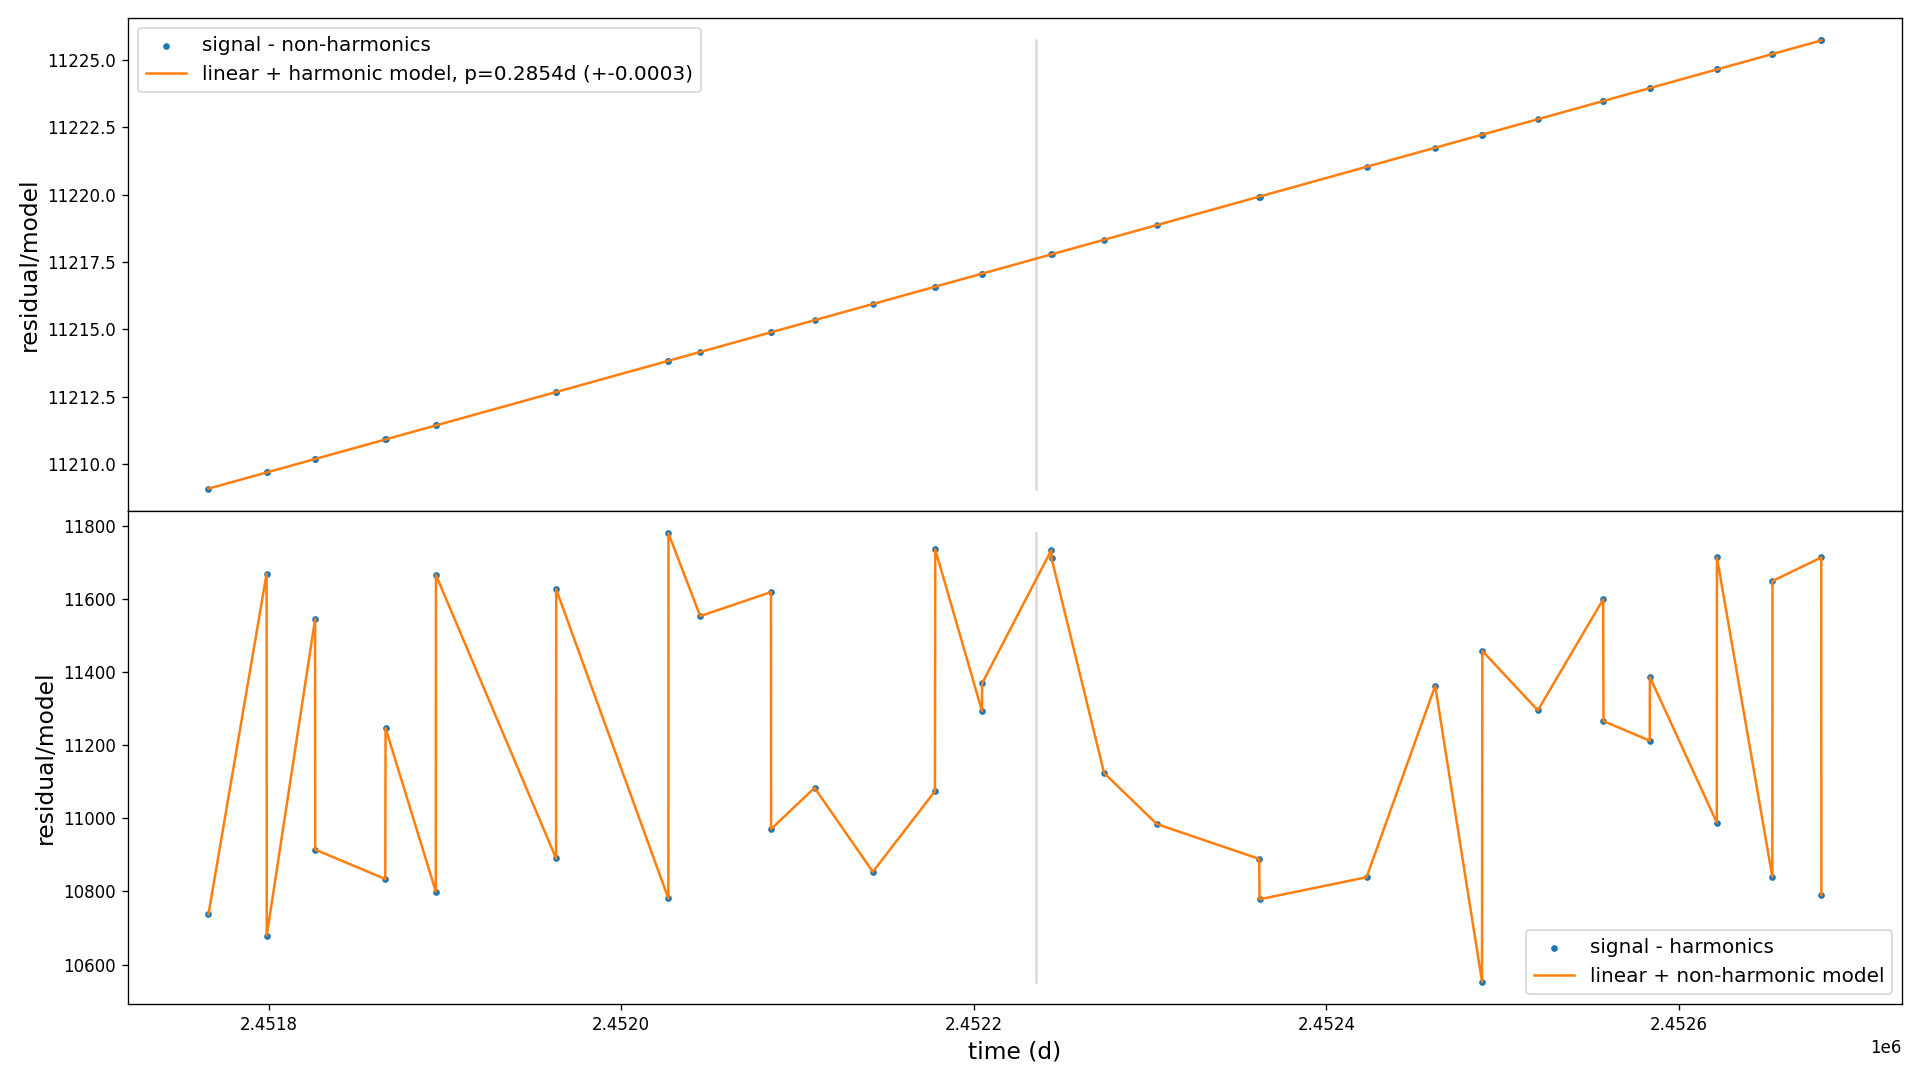 signal - non-harmonics
linear + harmonic model, p=0.2854d (+-0.0003)
11225.0
11222.5
11220.0
11217.5
11215.0
11212.5
11210.0
residual/model
11800
11600
11400
11200
11000
10800
10600
residual/model
signal - harmonics
linear + non-harmonic model
2.4518
2.4520
2.4522
2.4524
2.4526
1e6
time (d)